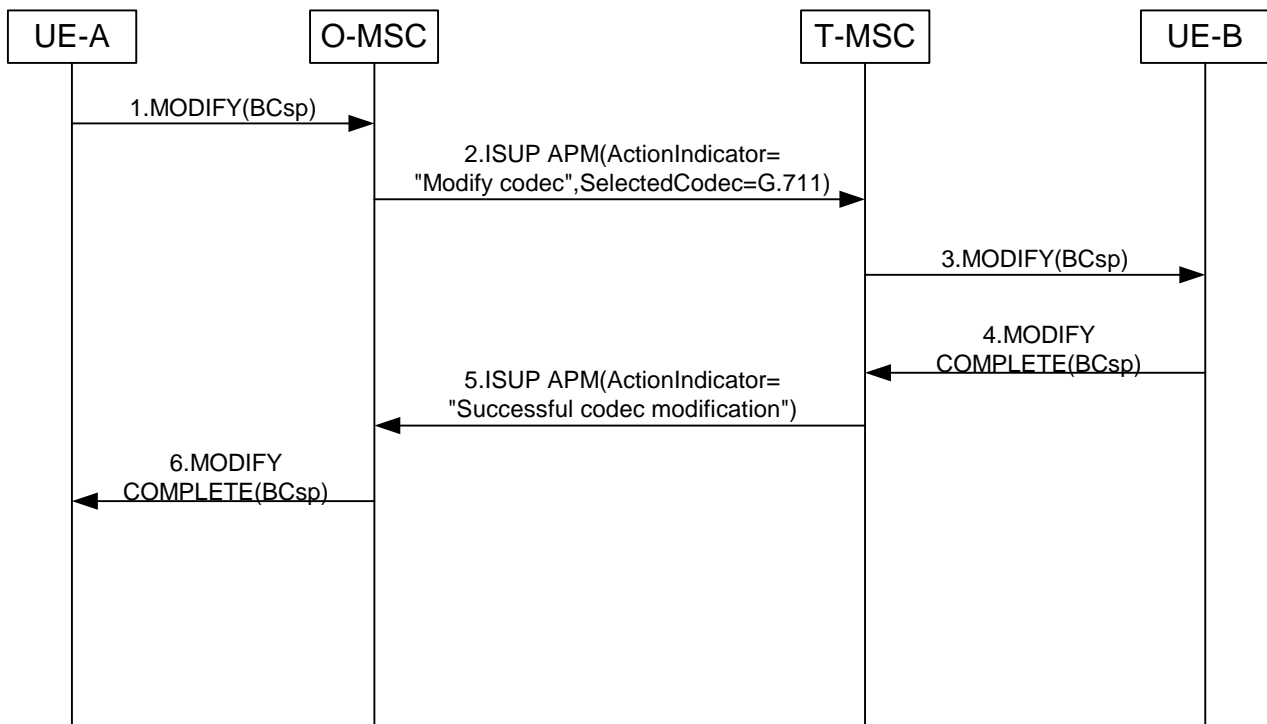 UE-A
O-MSC
T-MSC
UE-B
1.MODIFY(BCsp)
2.ISUP APM(ActionIndicator=
"Modify codec",SelectedCodec=G.711)
3.MODIFY(BCsp)
4.MODIFY
COMPLETE(BCsp)
5.ISUP APM(ActionIndicator=
"Successful codec modification")
6.MODIFY
COMPLETE(BCsp)